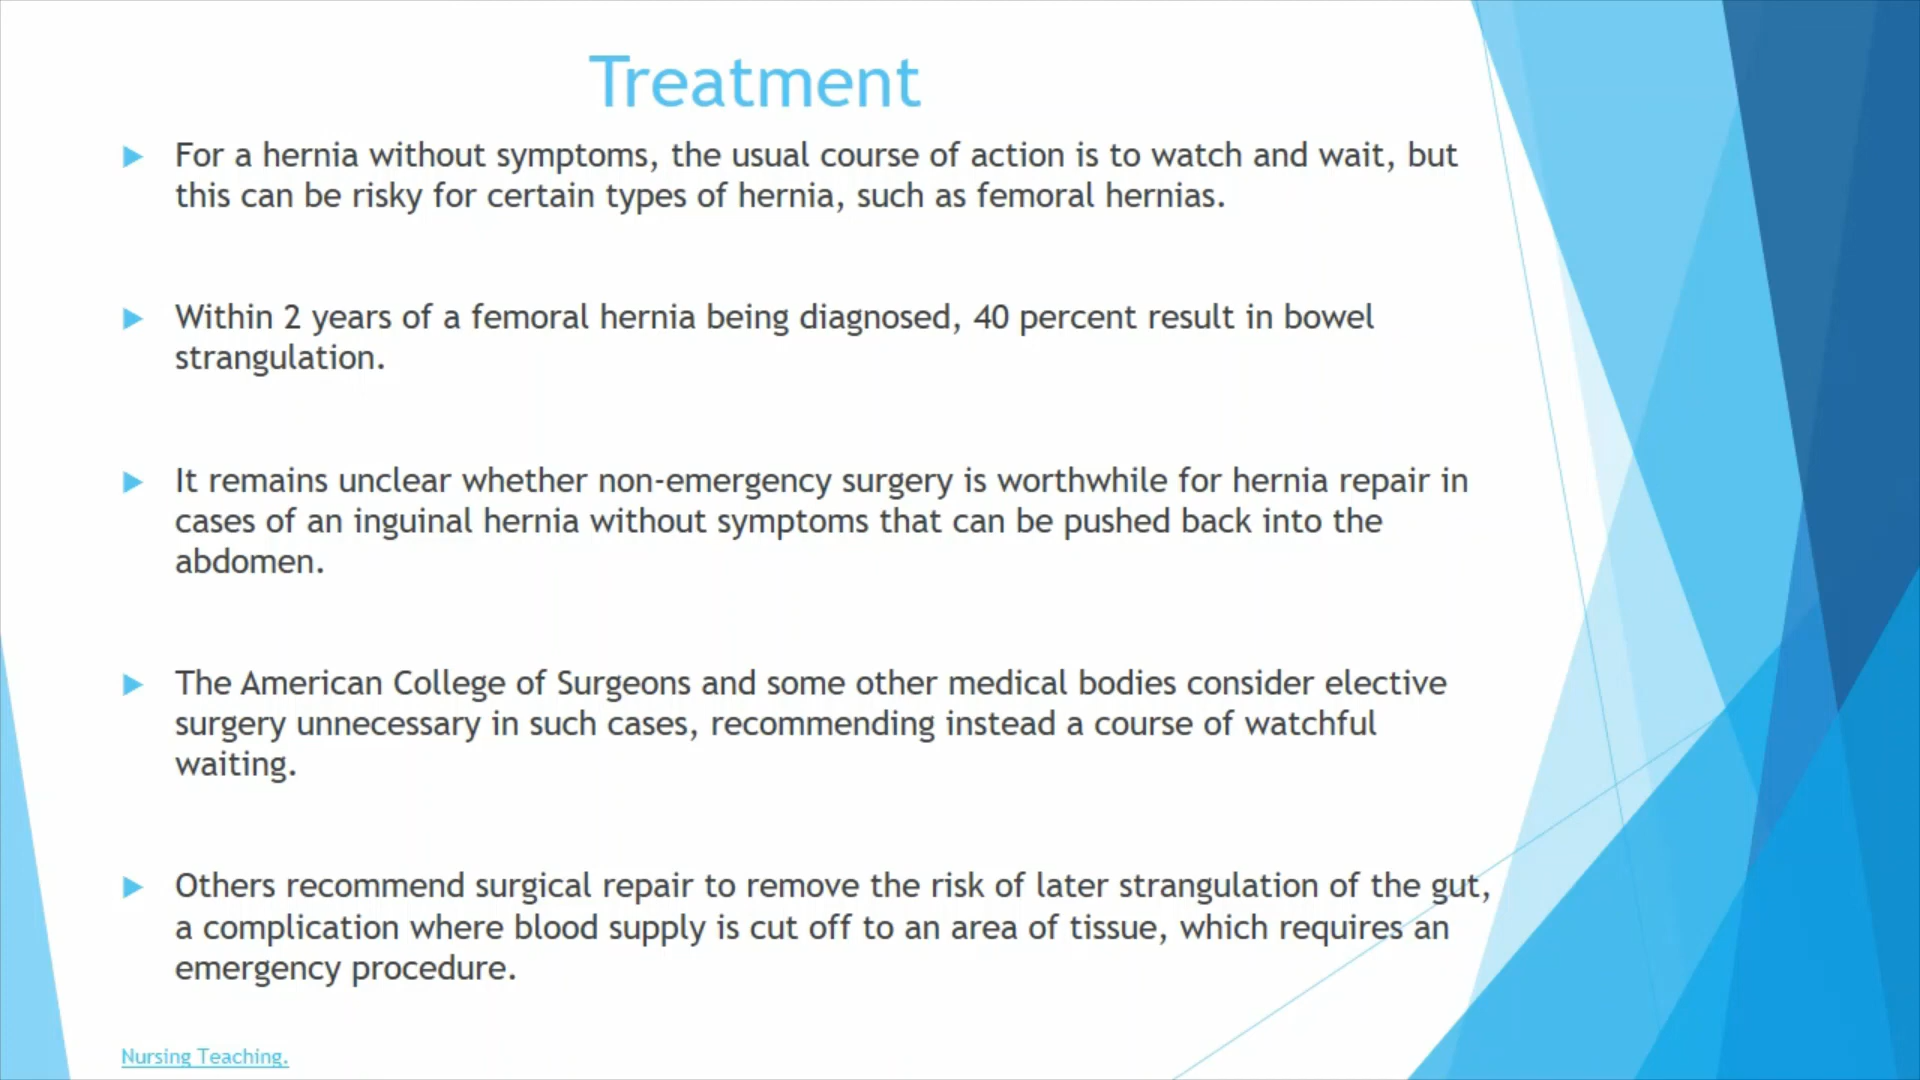 Treatment
For a hernia without symptoms, the usual course of action is to watch and wait, but
this can be risky for certain types of hernia, such as femoral hernias.
Within 2 years of a femoral hernia being diagnosed, 40 percent result in bowel
strangulation.
It remains unclear whether non-emergency surgery is worthwhile for hernia repair in
cases of an inguinal hernia without symptoms that can be pushed back into the
abdomen.
The American College of Surgeons and some other medical bodies consider elective
surgery unnecessary in such cases, recommending instead a course of watchful
waiting.
Others recommend surgical repair to remove the risk of later strangulation of the gut,
a complication where blood supply is cut off to an area of tissue, which requires an
emergency procedure.
Nursing Teaching.